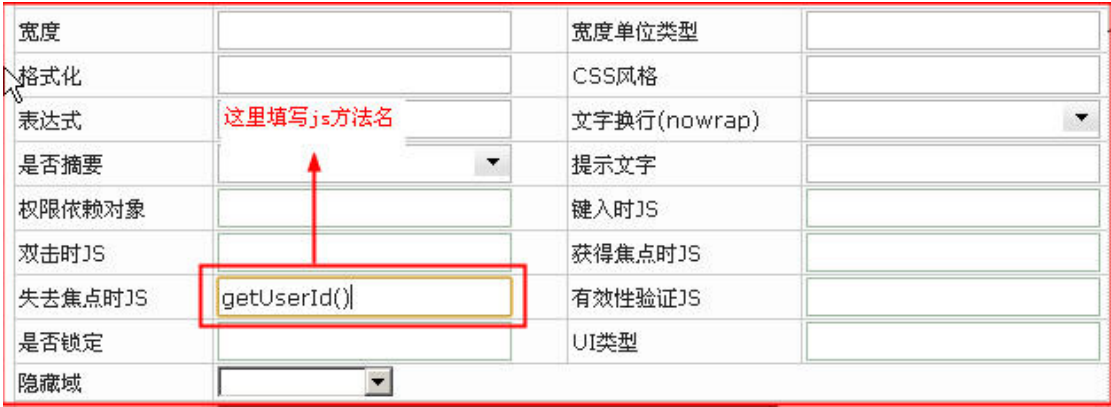 宽度 宽度单位类型
格式化 CSS风格
表达式 这里填写js方法名 文字换行(nowrap)
是否摘要 提示文字
权限依赖对象 键入时JS
双击时JS 获得焦点时JS
失去焦点时JS getUserId() 有效性验证JS
是否锁定 UI类型
隐藏域